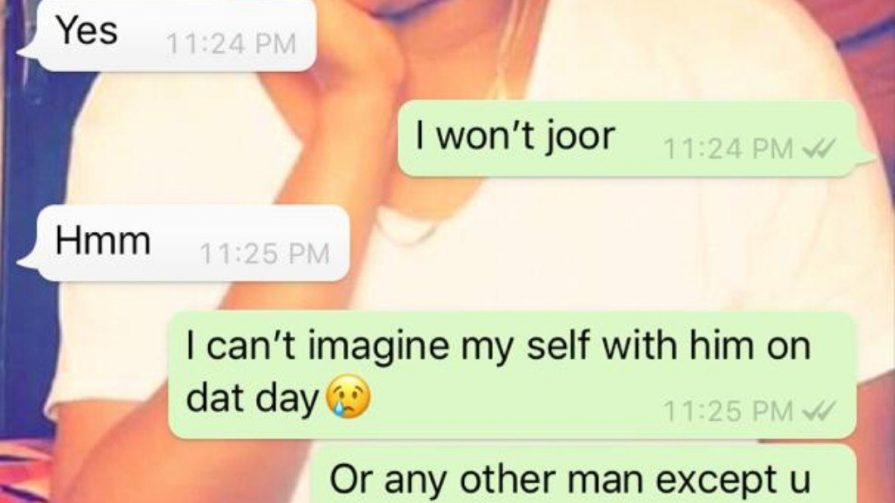 Yes 11:24 PM
I won't joor 11:24 PM
Hmm 11:25 PM
I can't imagine my self with him on
dat day😢 11:25 PM
Or any other man except u